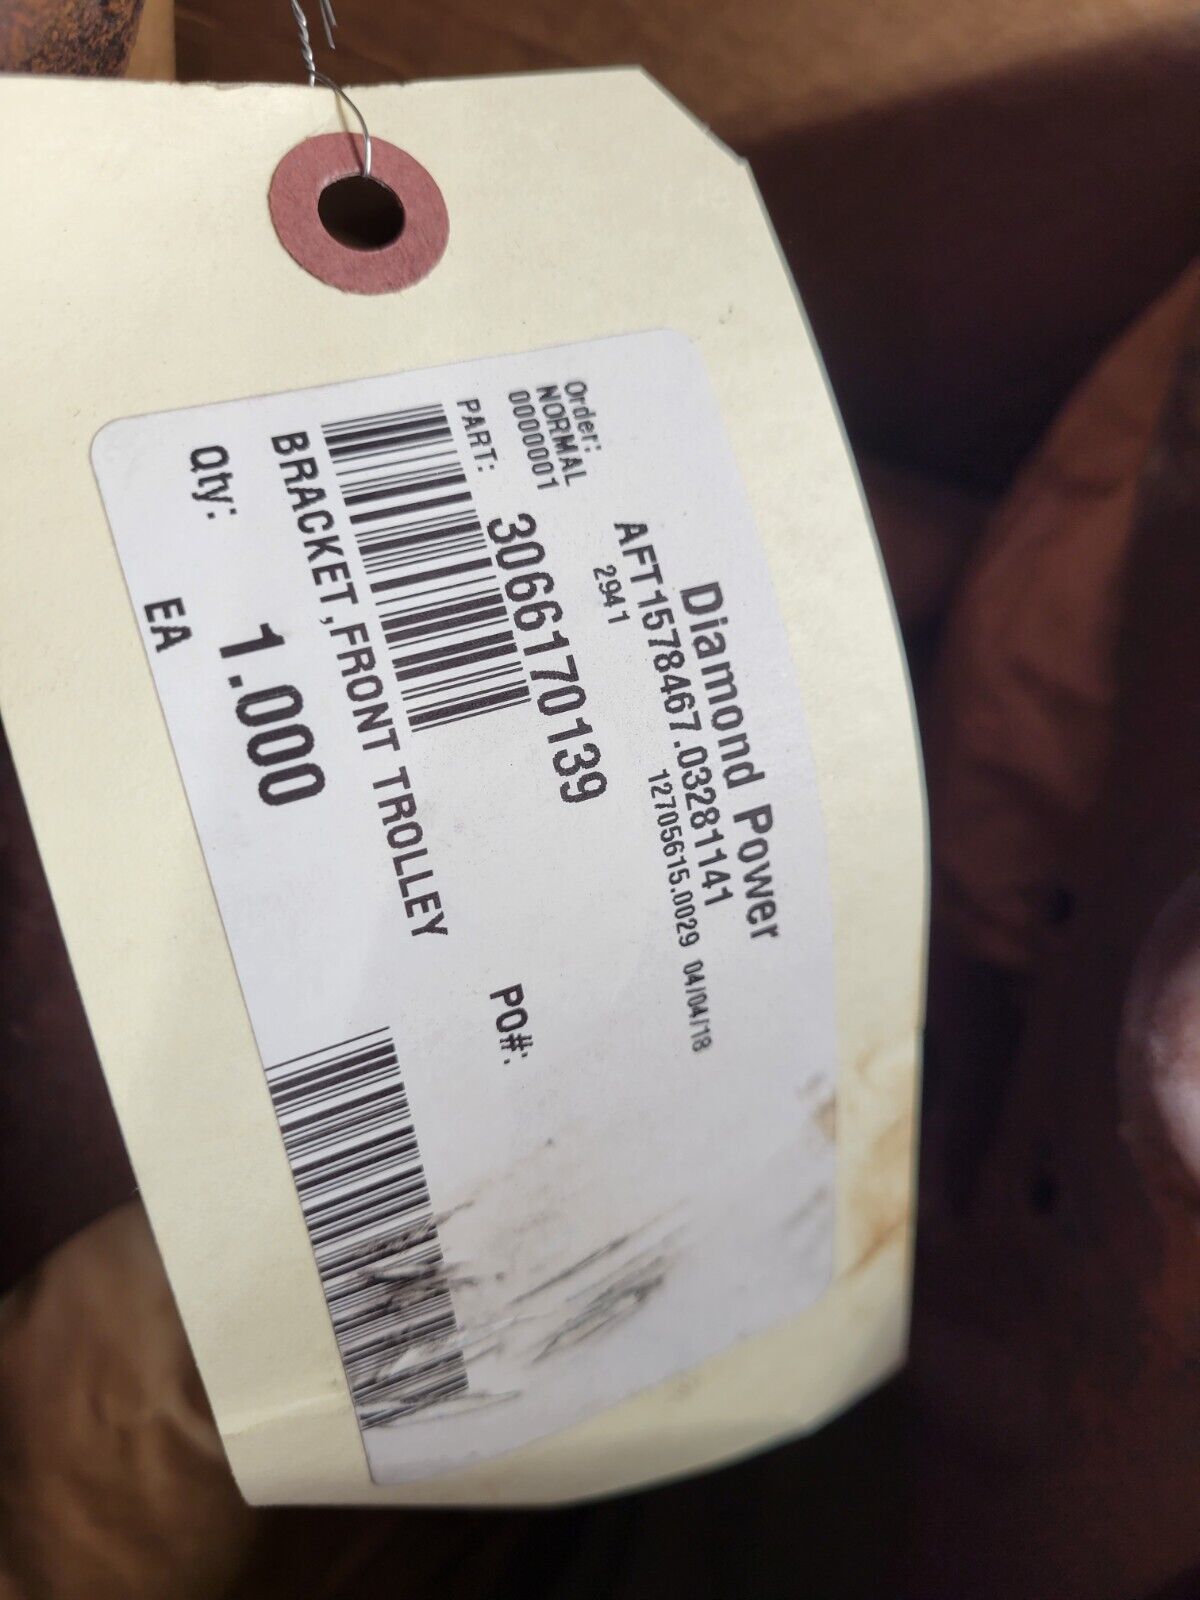 Diamond Power
AFT1578467.03281141
2941 12705615.0029 04/04/18
Order:
NORMAL
0000001
PART: 3066170139 PO#:
BRACKET,FRONT TROLLEY
Qty: 1.000
EA